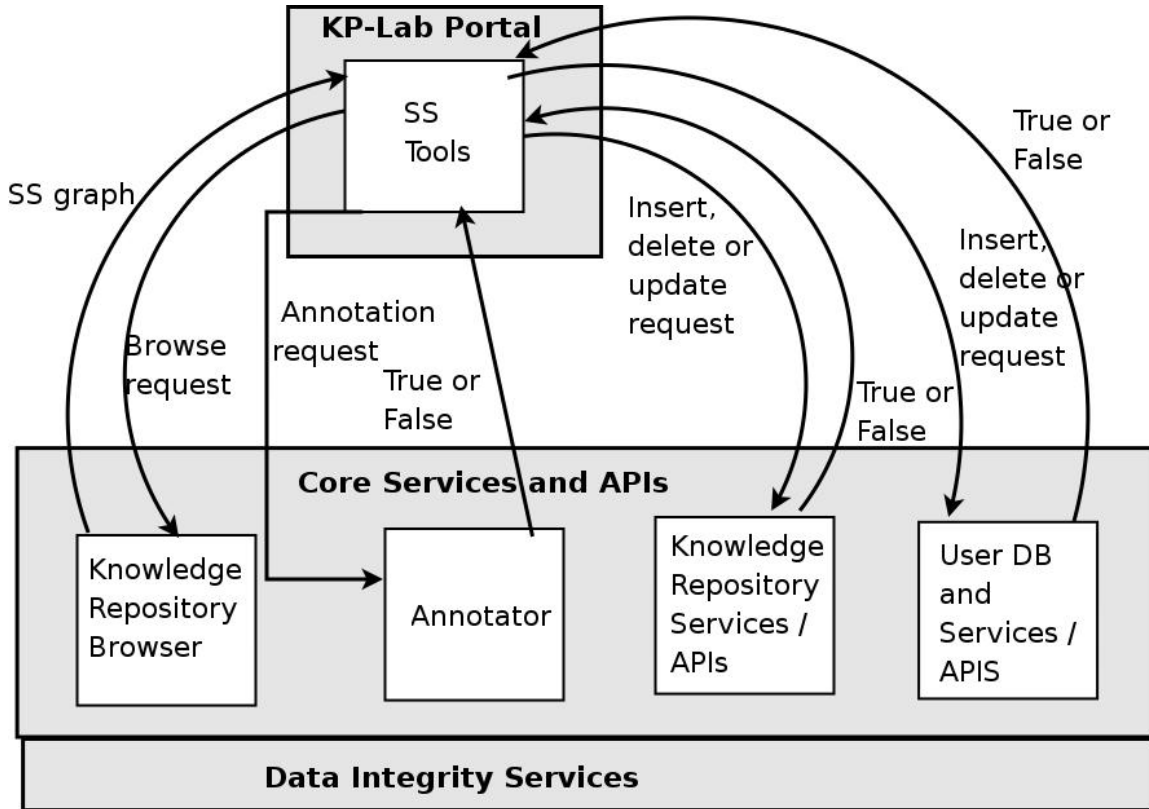 KP-Lab Portal
SS
Tools
SS graph
Browse
request
Annotation
request
True or
False
Insert,
delete or
update
request
True or
False
Insert,
delete or
update
request
True or
False
Core Services and APIs
Knowledge
Repository
Browser
Annotator
Knowledge
Repository
Services /
APIs
User DB
and
Services /
APIS
Data Integrity Services